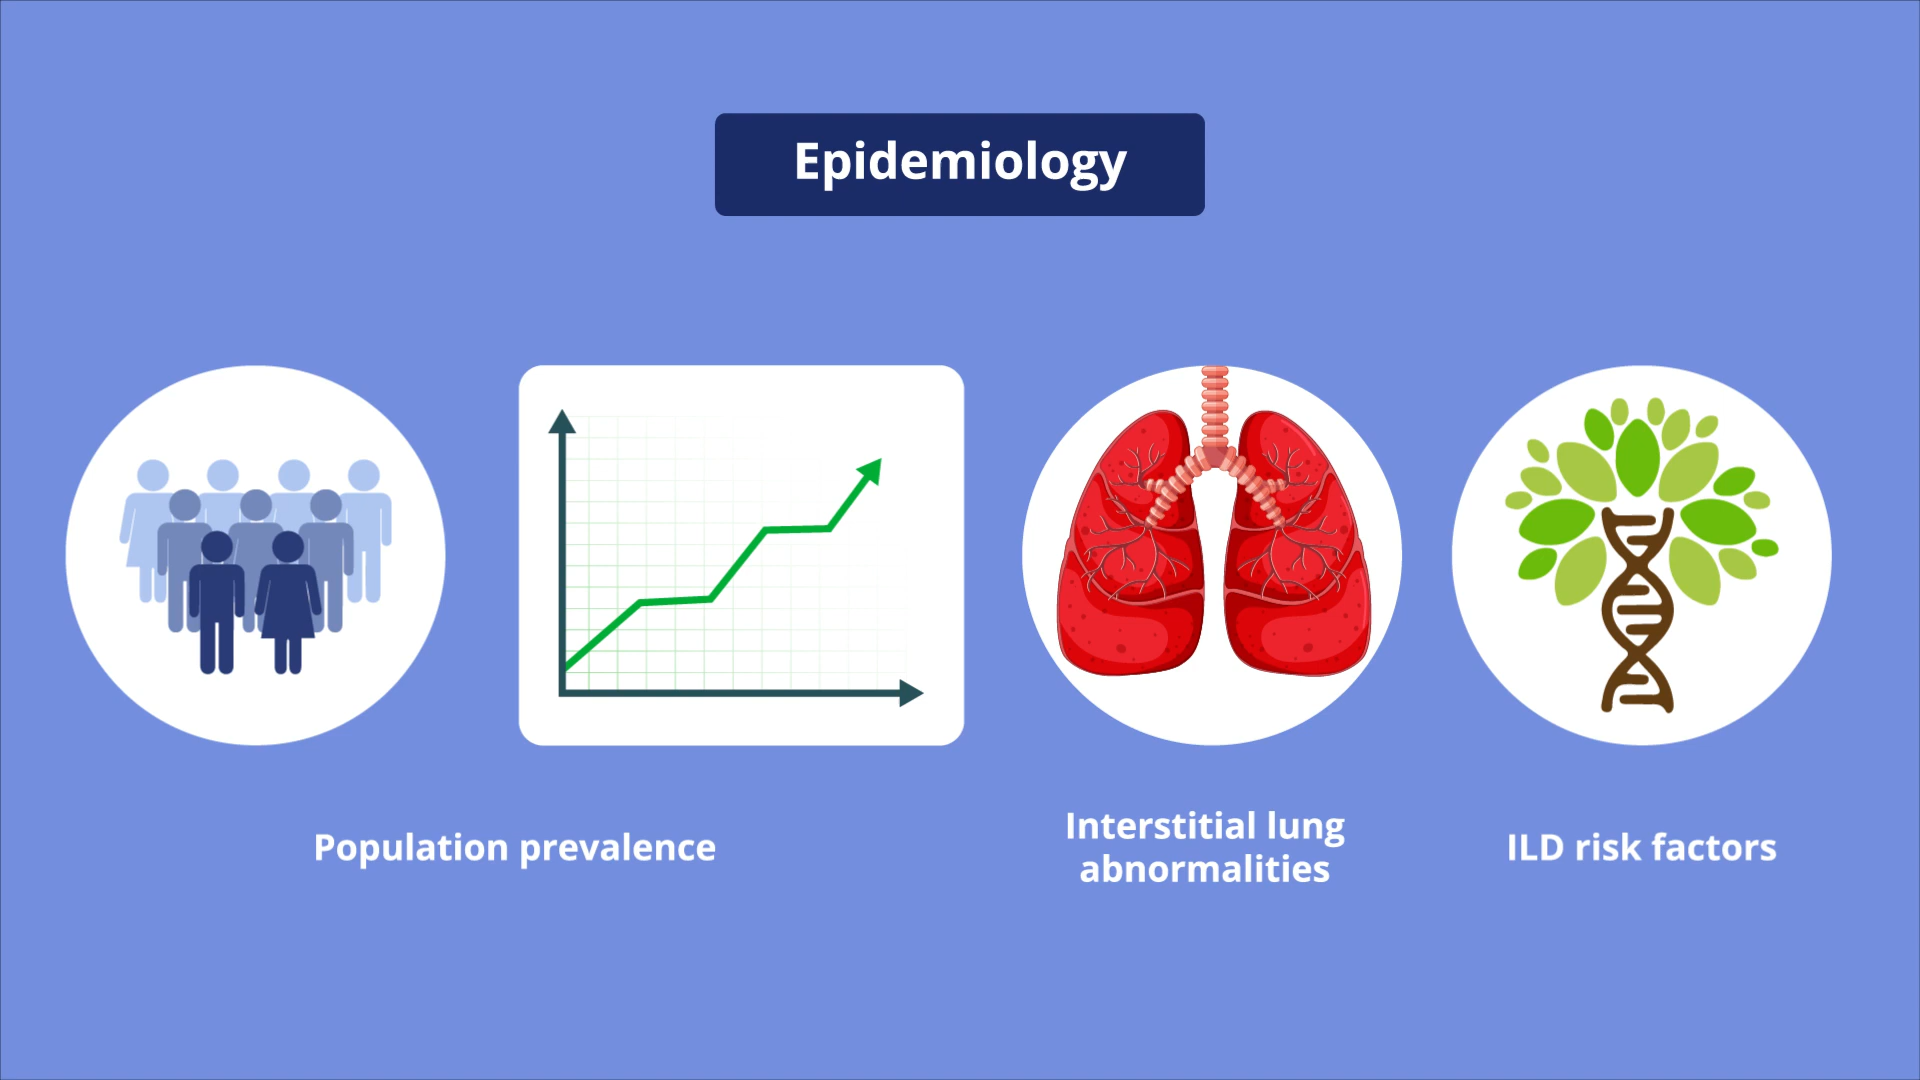 Epidemiology
Population prevalence
Interstitial lung
abnormalities
ILD risk factors